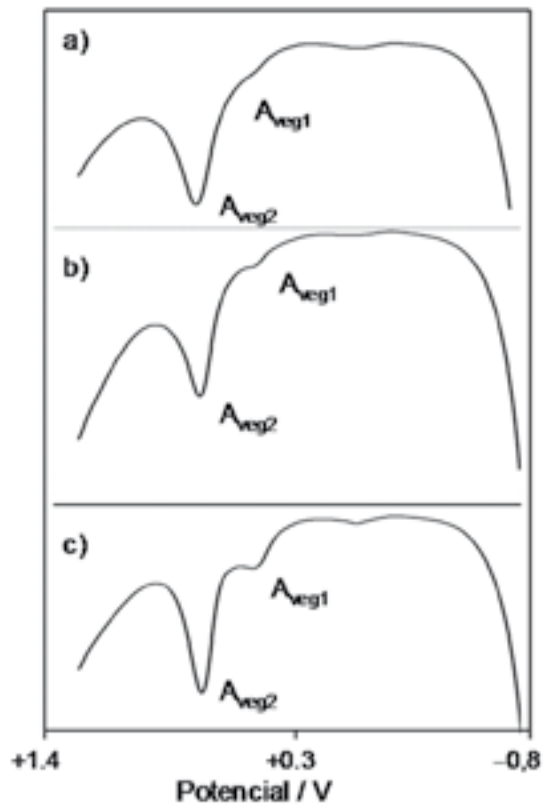 a)
A_veg1
A_veg2
b)
A_veg1
A_veg2
c)
A_veg1
A_veg2
+1.4 +0.3 −0,8
Potencial / V